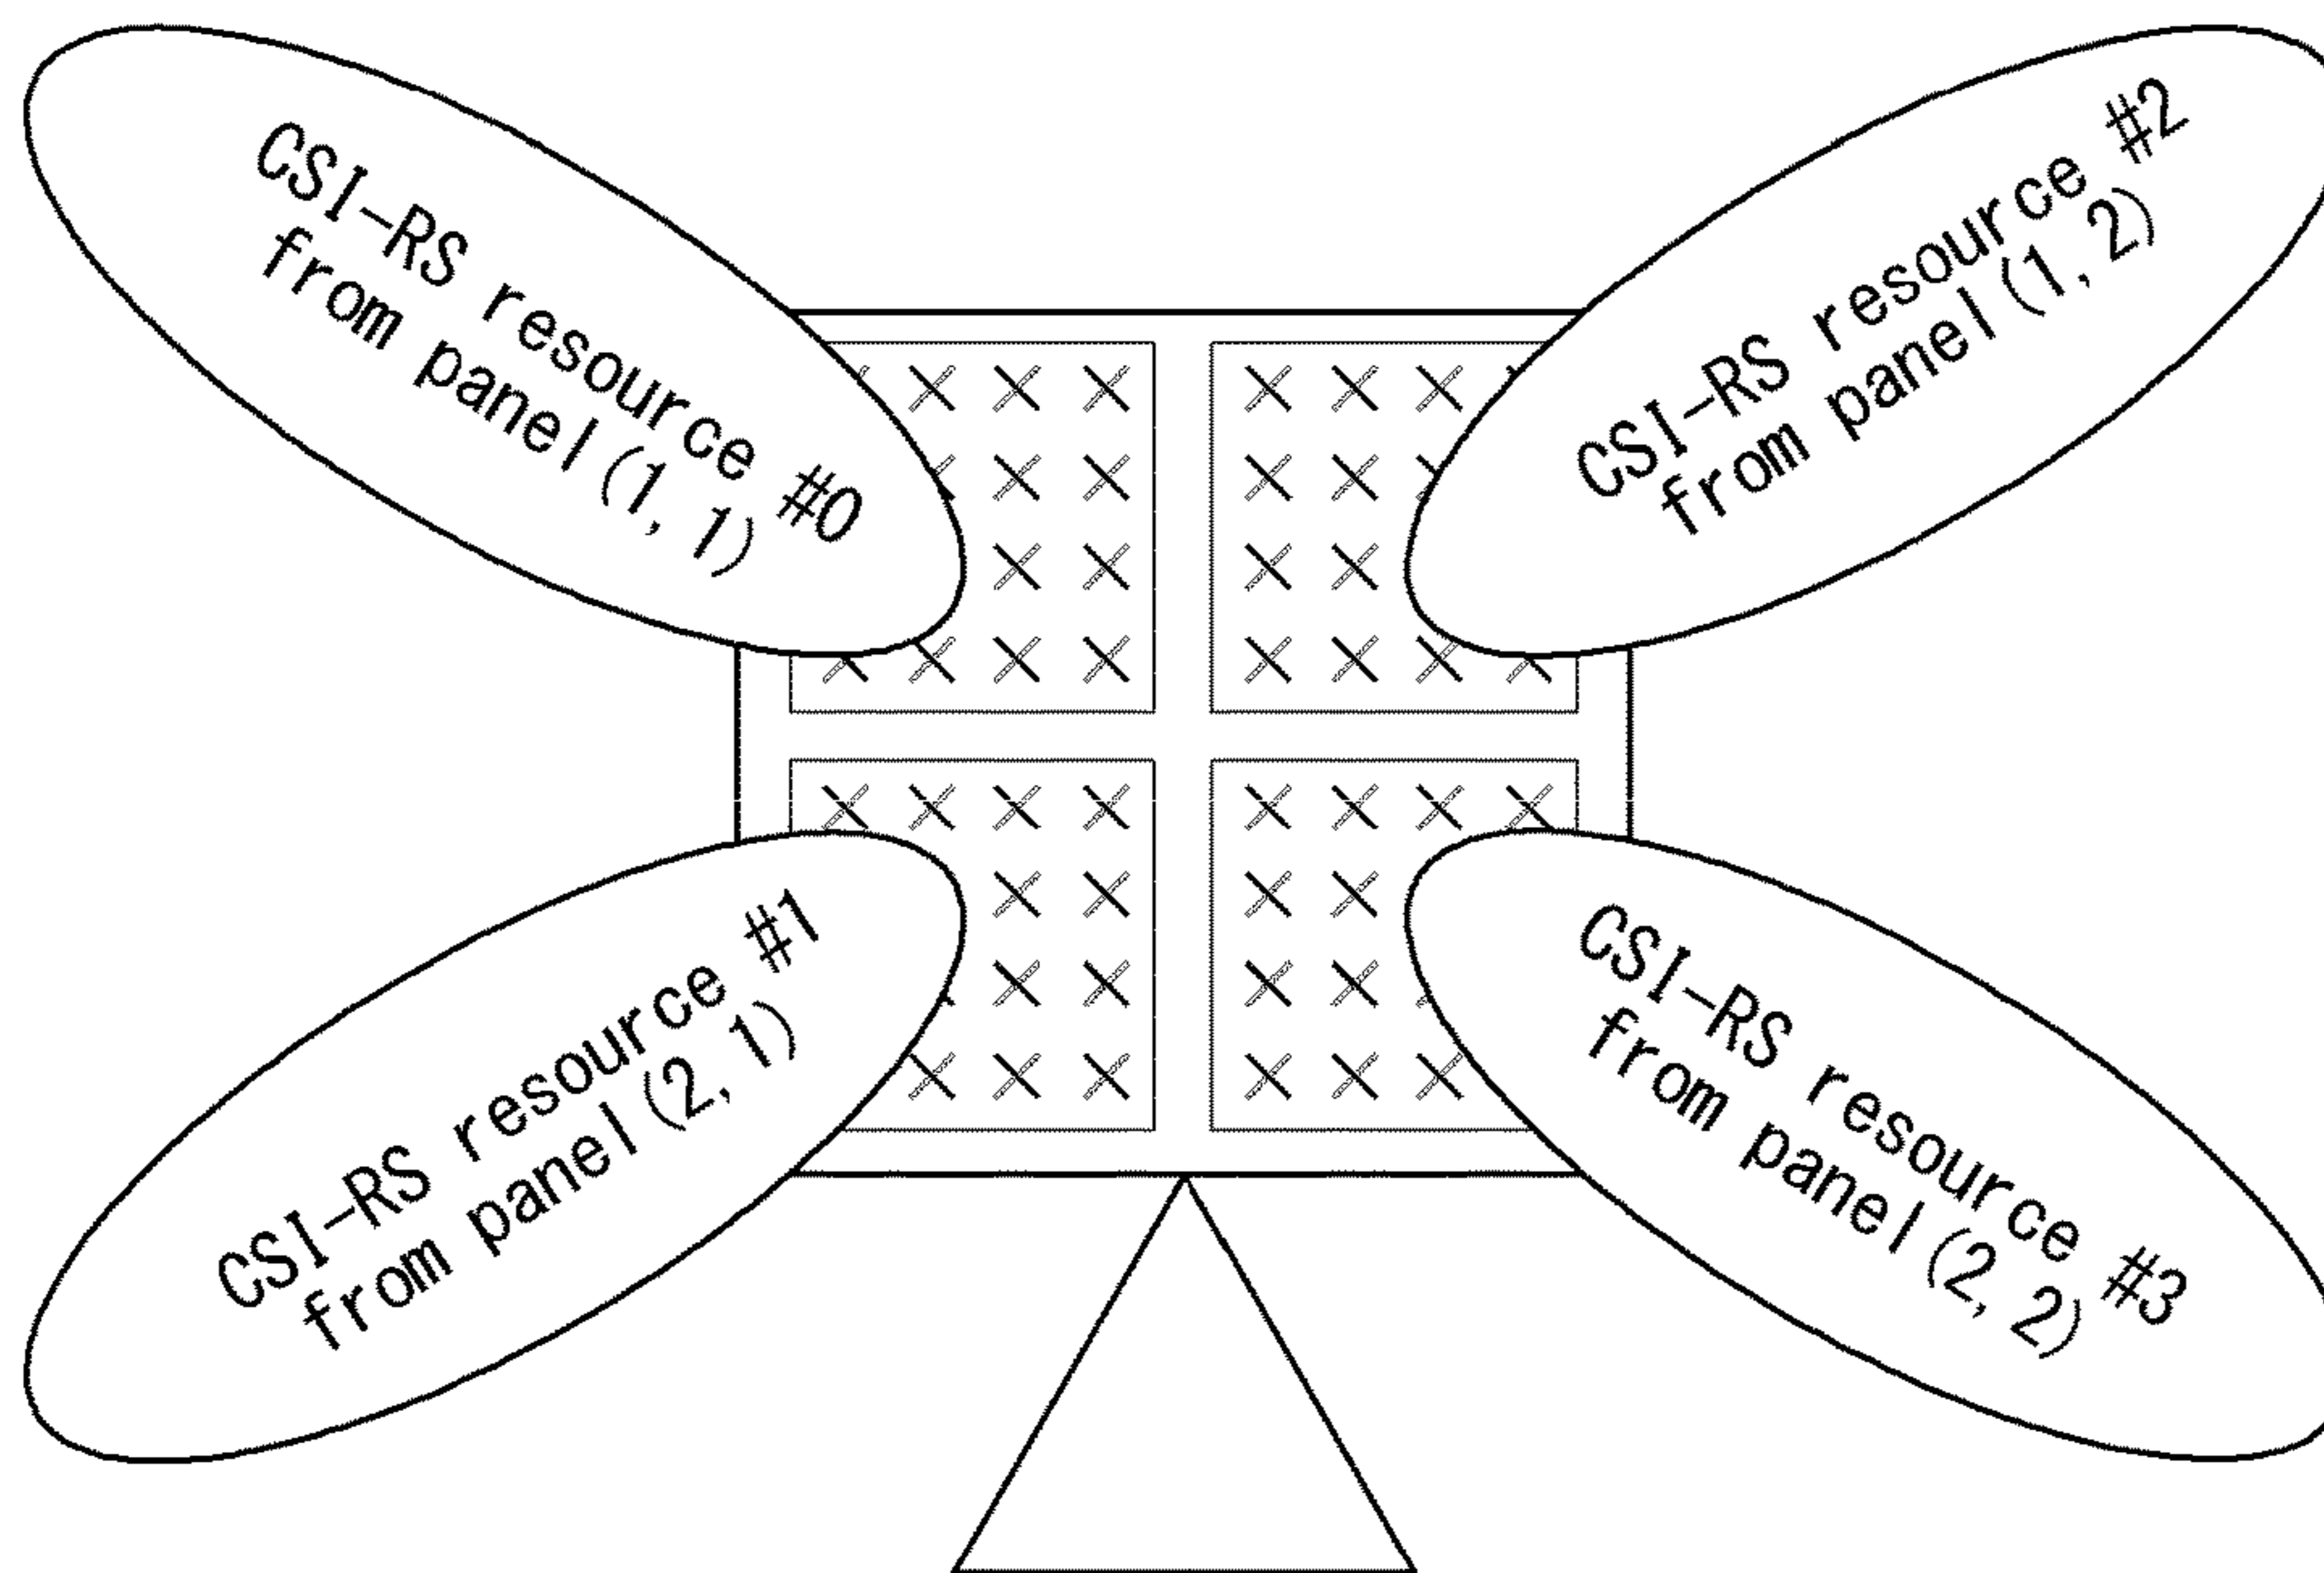 CSI-RS resource #0
from panel(1, 1)
CSI-RS resource #2
from panel(1, 2)
CSI-RS resource #1
from panel(2, 1)
CSI-RS resource #3
from panel(2, 2)